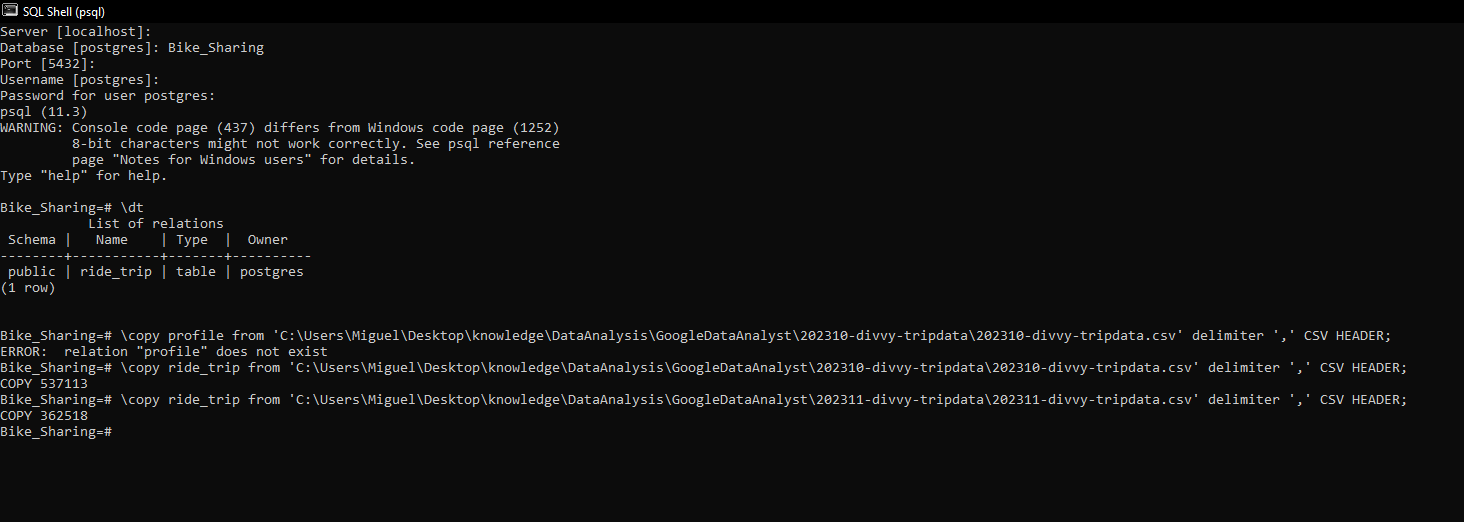 SQL Shell (psql)
Server [localhost]:
Database [postgres]: Bike_Sharing
Port [5432]:
Username [postgres]:
Password for user postgres:
psql (11.3)
WARNING: Console code page (437) differs from Windows code page (1252)
         8-bit characters might not work correctly. See psql reference
         page "Notes for Windows users" for details.
Type "help" for help.

Bike_Sharing=# \dt
           List of relations
 Schema |   Name    | Type  |  Owner
--------+-----------+-------+----------
 public | ride_trip | table | postgres
(1 row)


Bike_Sharing=# \copy profile from 'C:\Users\Miguel\Desktop\knowledge\DataAnalysis\GoogleDataAnalyst\202310-divvy-tripdata\202310-divvy-tripdata.csv' delimiter ',' CSV HEADER;
ERROR:  relation "profile" does not exist
Bike_Sharing=# \copy ride_trip from 'C:\Users\Miguel\Desktop\knowledge\DataAnalysis\GoogleDataAnalyst\202310-divvy-tripdata\202310-divvy-tripdata.csv' delimiter ',' CSV HEADER;
COPY 537113
Bike_Sharing=# \copy ride_trip from 'C:\Users\Miguel\Desktop\knowledge\DataAnalysis\GoogleDataAnalyst\202311-divvy-tripdata\202311-divvy-tripdata.csv' delimiter ',' CSV HEADER;
COPY 362518
Bike_Sharing=#